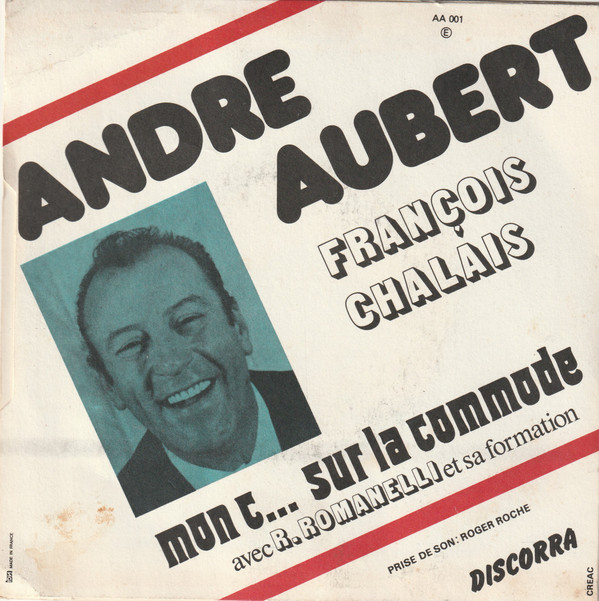 AA 001
E
ANDRE
AUBERT
FRANÇOIS
CHALAIS
mon c... sur la commode
avec R. ROMANELLI et sa formation
PRISE DE SON: ROGER ROCHE
DISCORRA
MADE IN FRANCE
CREAC